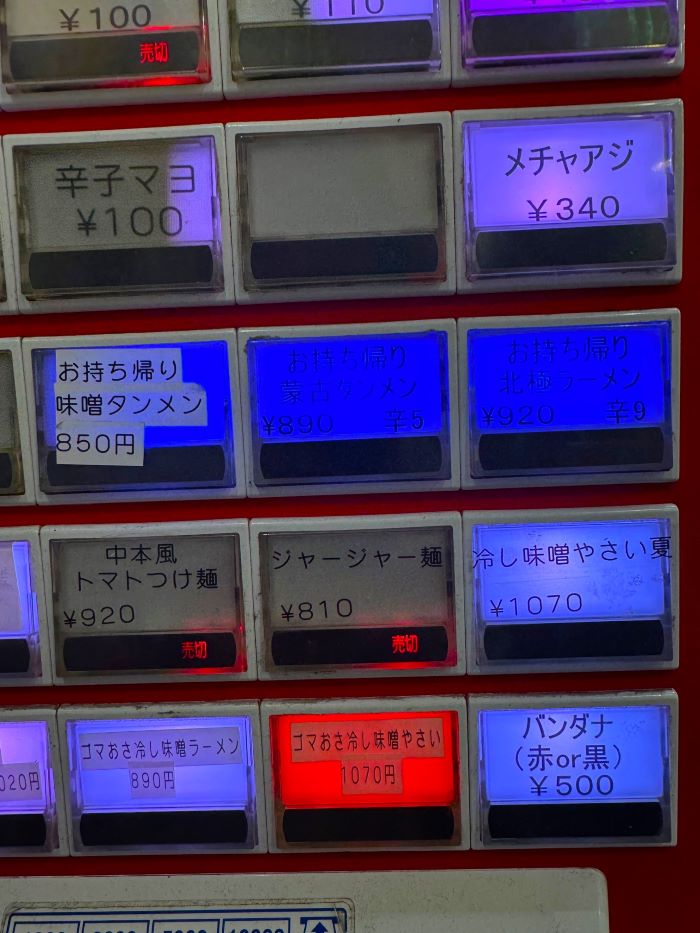 ¥100
売切
¥110
辛子マヨ
¥100
メチャアジ
¥340
お持ち帰り
味噌タンメン
850円
お持ち帰り
蒙古タンメン
¥890 辛5
お持ち帰り
北極ラーメン
¥920 辛9
中本風
トマトつけ麺
¥920
売切
ジャージャー麺
¥810
売切
冷し味噌やさい夏
¥1070
020円
ゴマおさ冷し味噌ラーメン
890円
ゴマおさ冷し味噌やさい
1070円
バンダナ
(赤or黒)
¥500